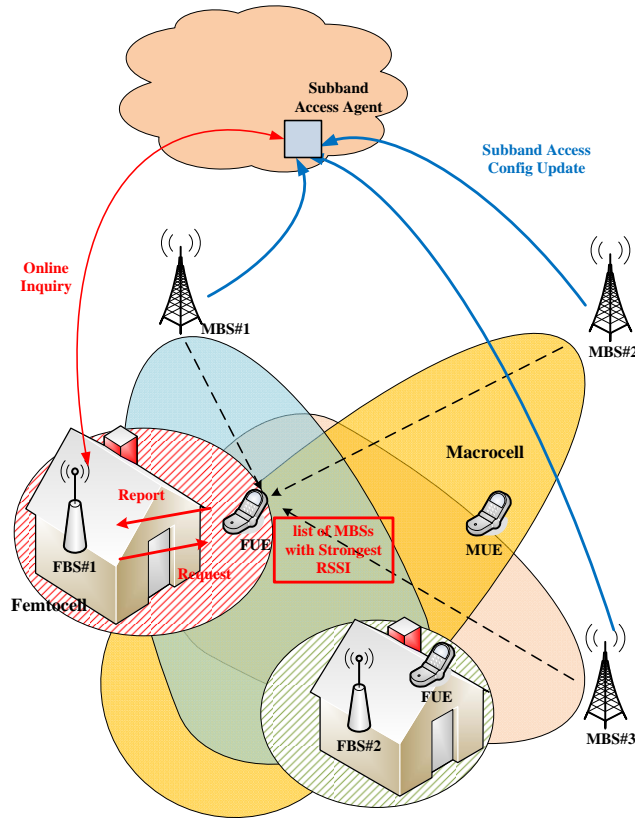 Subband
Access Agent
Subband Access
Config Update
Online
Inquiry
MBS#1
MBS#2
Macrocell
Report
FUE
list of MBSs
with Strongest
RSSI
MUE
FBS#1
Request
Femtocell
FUE
FBS#2
MBS#3